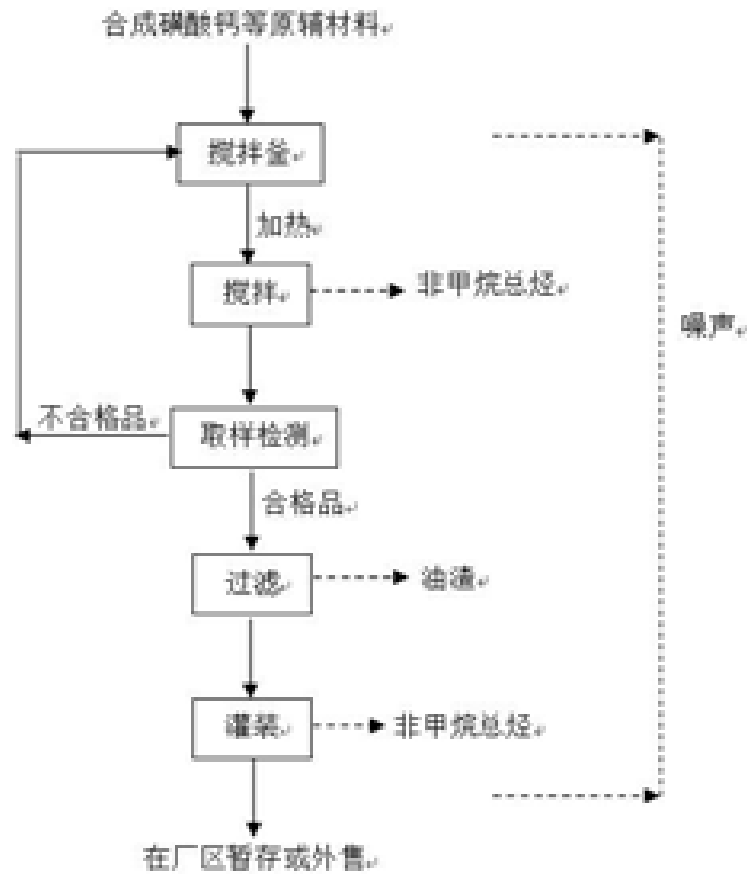 合成磺酸钙等原辅材料
搅拌釜
加热
搅拌
非甲烷总烃
噪声
不合格品
取样检测
合格品
过滤
油渣
灌装
非甲烷总烃
在厂区暂存或外售